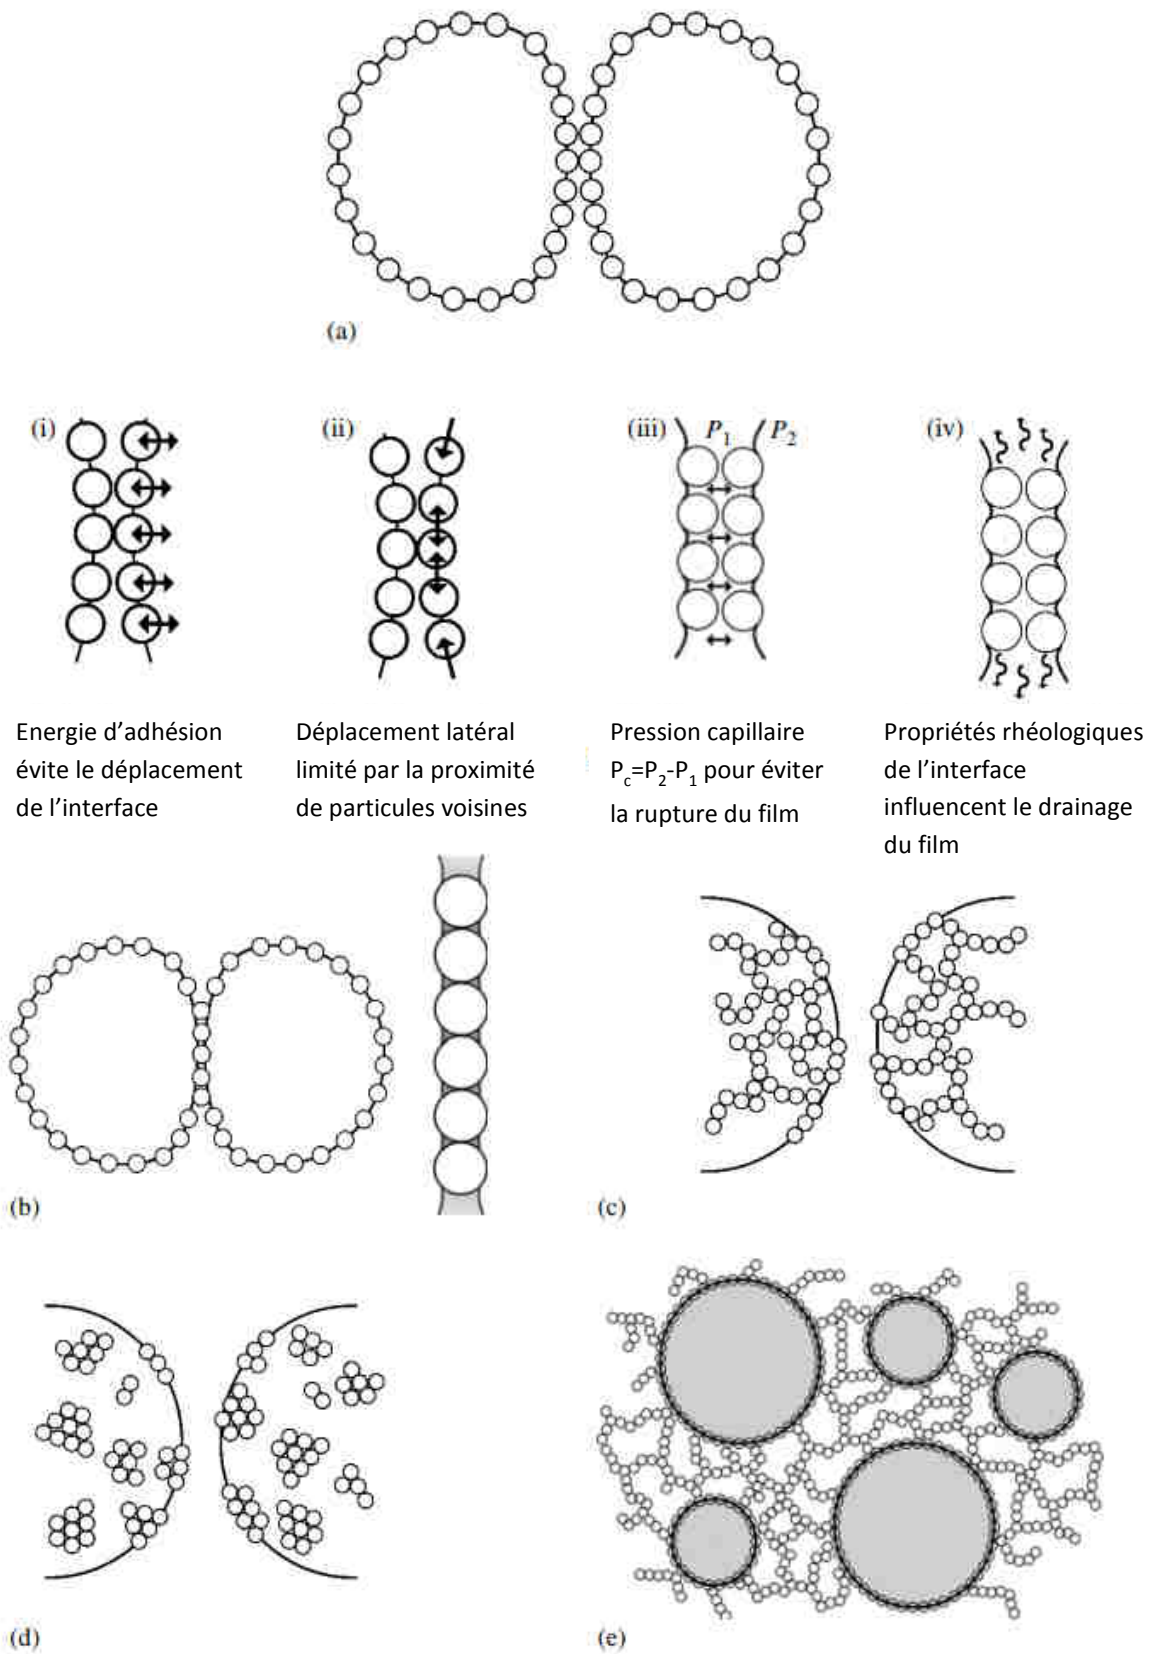 (a)
(i)
(ii)
(iii)
P1
P2
(iv)
Energie d’adhésion
évite le déplacement
de l’interface
Déplacement latéral
limité par la proximité
de particules voisines
Pression capillaire
Pc=P2-P1 pour éviter
la rupture du film
Propriétés rhéologiques
de l’interface
influencent le drainage
du film
(b)
(c)
(d)
(e)